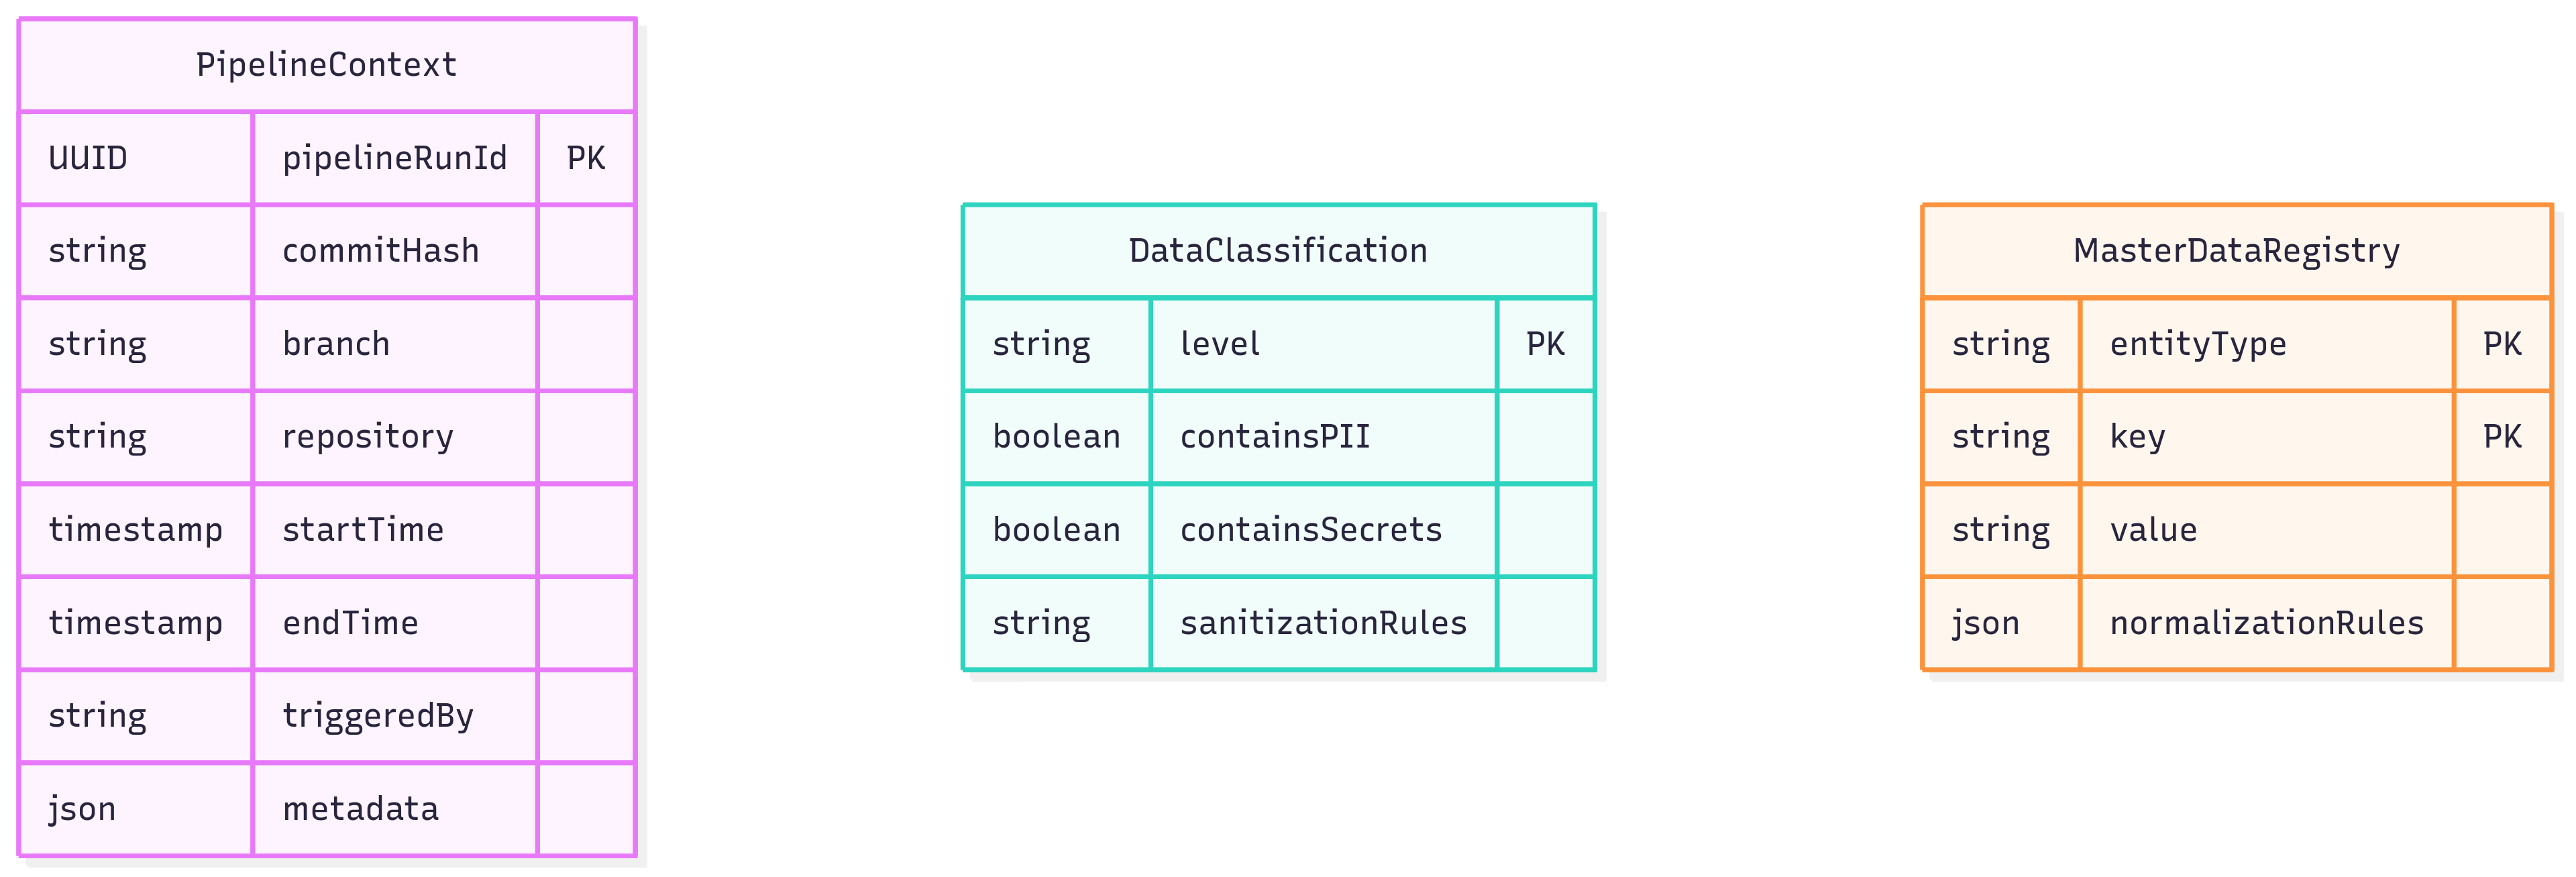 PipelineContext
UUID pipelineRunId PK
string commitHash
string branch
string repository
timestamp startTime
timestamp endTime
string triggeredBy
json metadata
DataClassification
string level PK
boolean containsPII
boolean containsSecrets
string sanitizationRules
MasterDataRegistry
string entityType PK
string key PK
string value
json normalizationRules